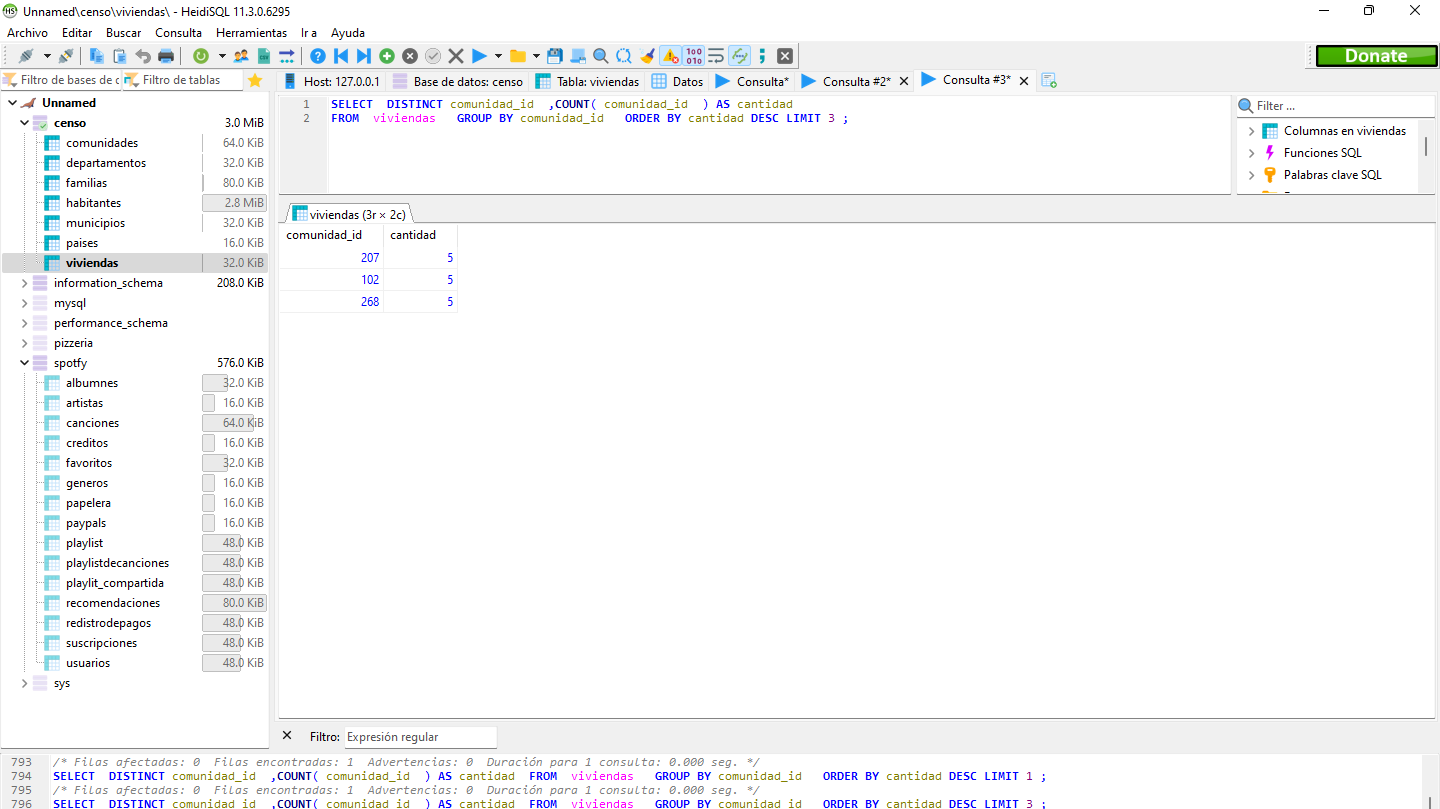 Unnamed\censo\viviendas\ - HeidiSQL 11.3.0.6295
Archivo Editar Buscar Consulta Herramientas Ir a Ayuda
Donate
Filtro de bases de c Filtro de tablas
Host: 127.0.0.1 Base de datos: censo Tabla: viviendas Datos Consulta* Consulta #2* Consulta #3*
Unnamed
censo 3.0 MiB
comunidades 64.0 KiB
departamentos 32.0 KiB
familias 80.0 KiB
habitantes 2.8 MiB
municipios 32.0 KiB
paises 16.0 KiB
viviendas 32.0 KiB
information_schema 208.0 KiB
mysql
performance_schema
pizzeria
spotfy 576.0 KiB
albumnes 32.0 KiB
artistas 16.0 KiB
canciones 64.0 KiB
creditos 16.0 KiB
favoritos 32.0 KiB
generos 16.0 KiB
papelera 16.0 KiB
paypals 16.0 KiB
playlist 48.0 KiB
playlistdecanciones 48.0 KiB
playlit_compartida 48.0 KiB
recomendaciones 80.0 KiB
redistrodepagos 48.0 KiB
suscripciones 48.0 KiB
usuarios 48.0 KiB
sys
1 SELECT DISTINCT comunidad_id ,COUNT( comunidad_id ) AS cantidad
2 FROM viviendas GROUP BY comunidad_id ORDER BY cantidad DESC LIMIT 3 ;
Filter ...
Columnas en viviendas
Funciones SQL
Palabras clave SQL
viviendas (3r × 2c)
comunidad_id cantidad
207 5
102 5
268 5
Filtro: Expresión regular
793 /* Filas afectadas: 0 Filas encontradas: 1 Advertencias: 0 Duración para 1 consulta: 0.000 seg. */
794 SELECT DISTINCT comunidad_id ,COUNT( comunidad_id ) AS cantidad FROM viviendas GROUP BY comunidad_id ORDER BY cantidad DESC LIMIT 1 ;
795 /* Filas afectadas: 0 Filas encontradas: 1 Advertencias: 0 Duración para 1 consulta: 0.000 seg. */
796 SELECT DISTINCT comunidad_id ,COUNT( comunidad_id ) AS cantidad FROM viviendas GROUP BY comunidad_id ORDER BY cantidad DESC LIMIT 3 ;